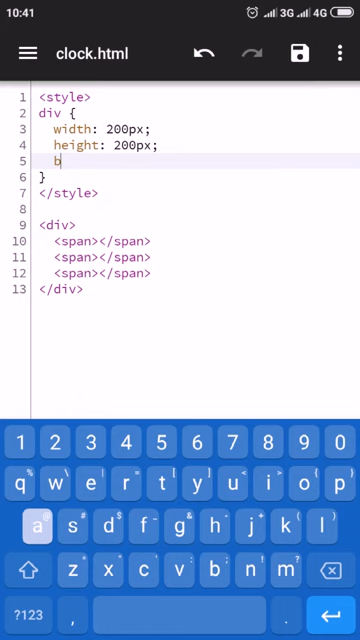 10:41 3G 4G
clock.html
1 <style>
2 div {
3 width: 200px;
4 height: 200px;
5 b
6 }
7 </style>
8
9 <div>
10 <span></span>
11 <span></span>
12 <span></span>
13 </div>
1 2 3 4 5 6 7 8 9 0
q w e r t y u i o p
a s d f g h j k l
z x c v b n m
?123 , .